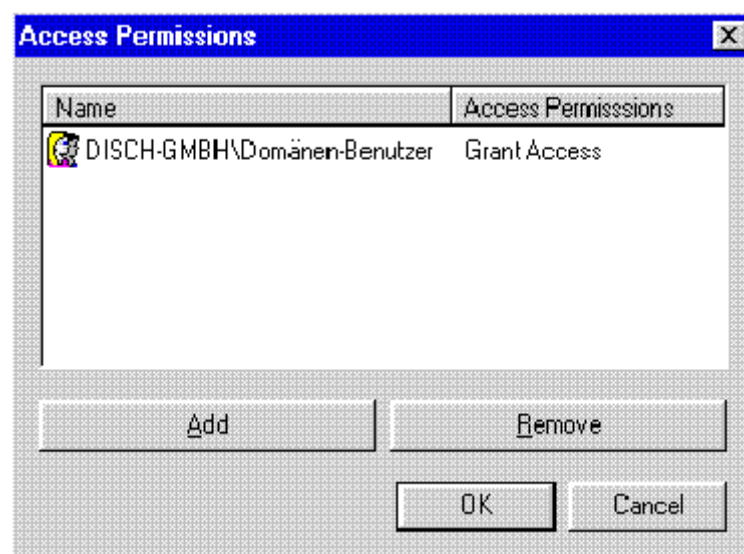 Access Permissions
Name Access Permisssions
DISCH-GMBH\Domänen-Benutzer Grant Access
Add Remove
OK Cancel